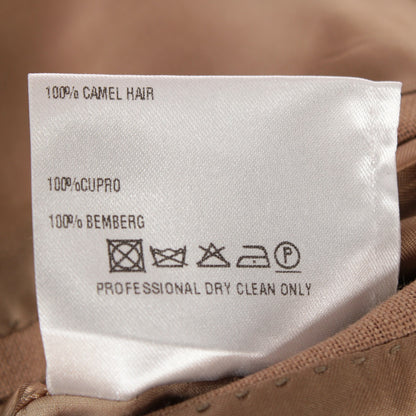 100% CAMEL HAIR
100%CUPRO
100% BEMBERG
P
PROFESSIONAL DRY CLEAN ONLY